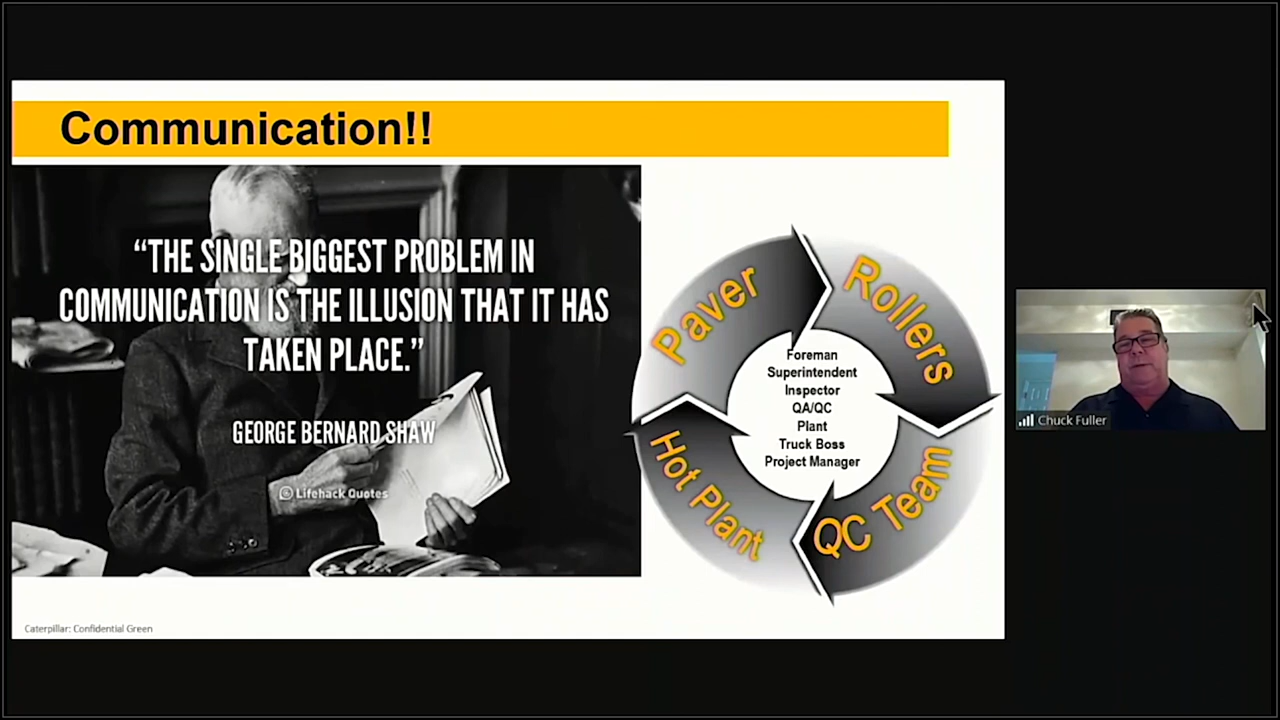 Communication!!
“THE SINGLE BIGGEST PROBLEM IN
COMMUNICATION IS THE ILLUSION THAT IT HAS
TAKEN PLACE.”
GEORGE BERNARD SHAW
Lifehack Quotes
Paver
Rollers
QC Team
Hot Plant
Foreman
Superintendent
Inspector
QA/QC
Plant
Truck Boss
Project Manager
Caterpillar: Confidential Green
Chuck Fuller